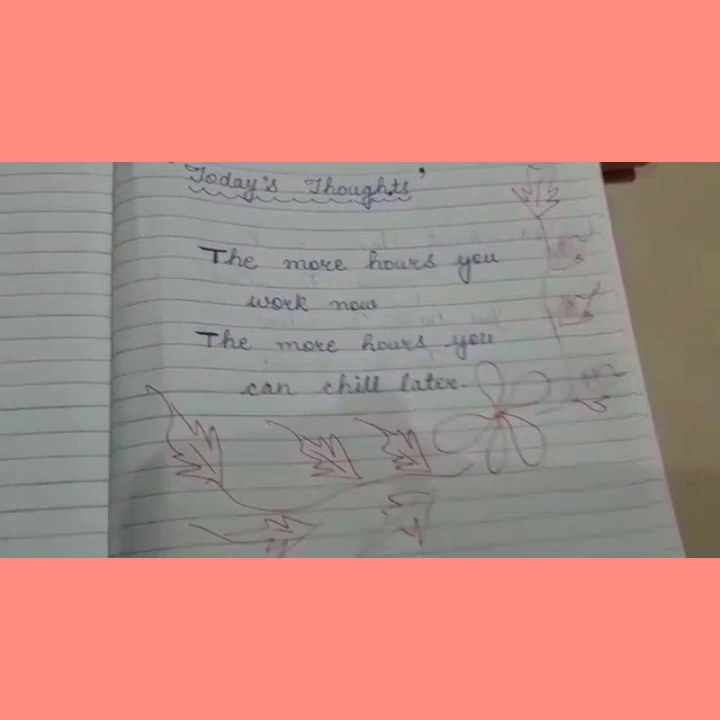 'Today's Thoughts'
The more hours you
work now
The more hours you
can chill later.